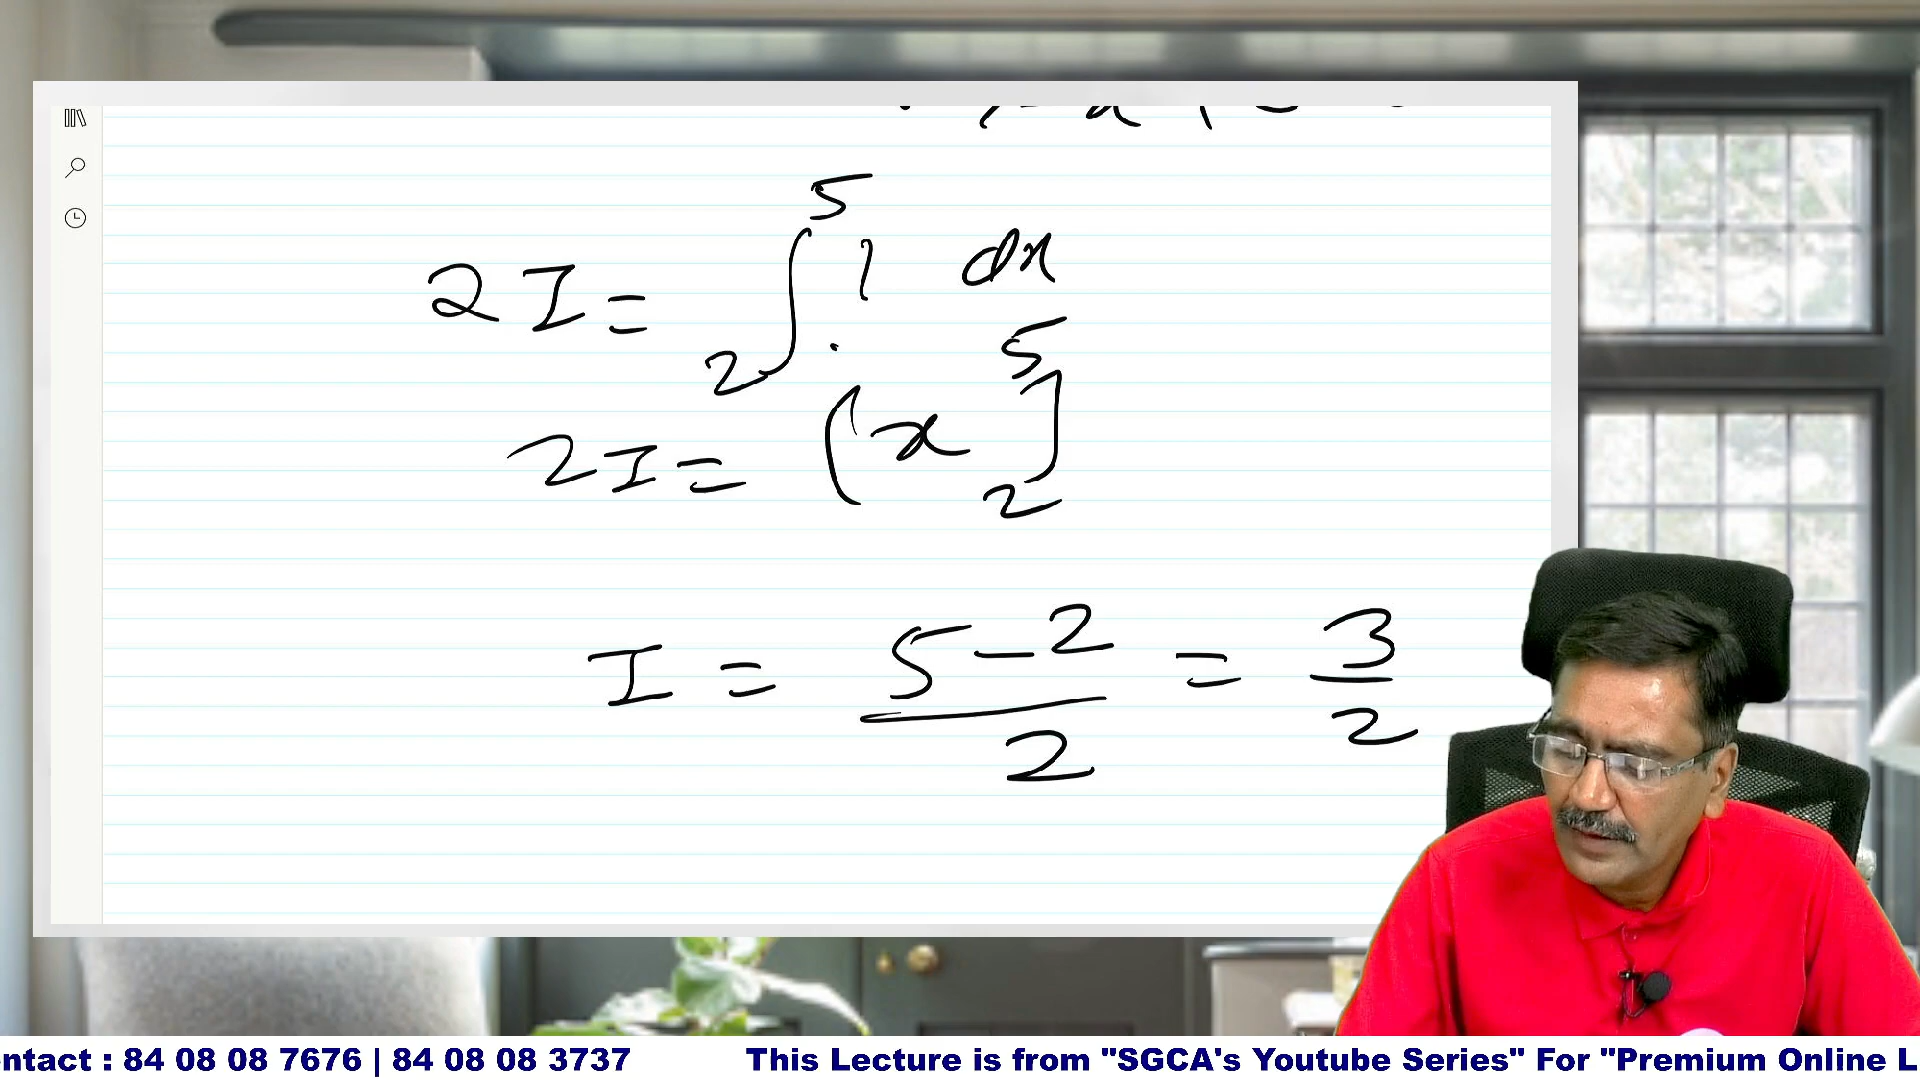 2I = ∫₂⁵ 1 dx
2I = (x]₂⁵
I = 5-2/2 = 3/2
ontact : 84 08 08 7676 | 84 08 08 3737 This Lecture is from "SGCA's Youtube Series" For "Premium Online L